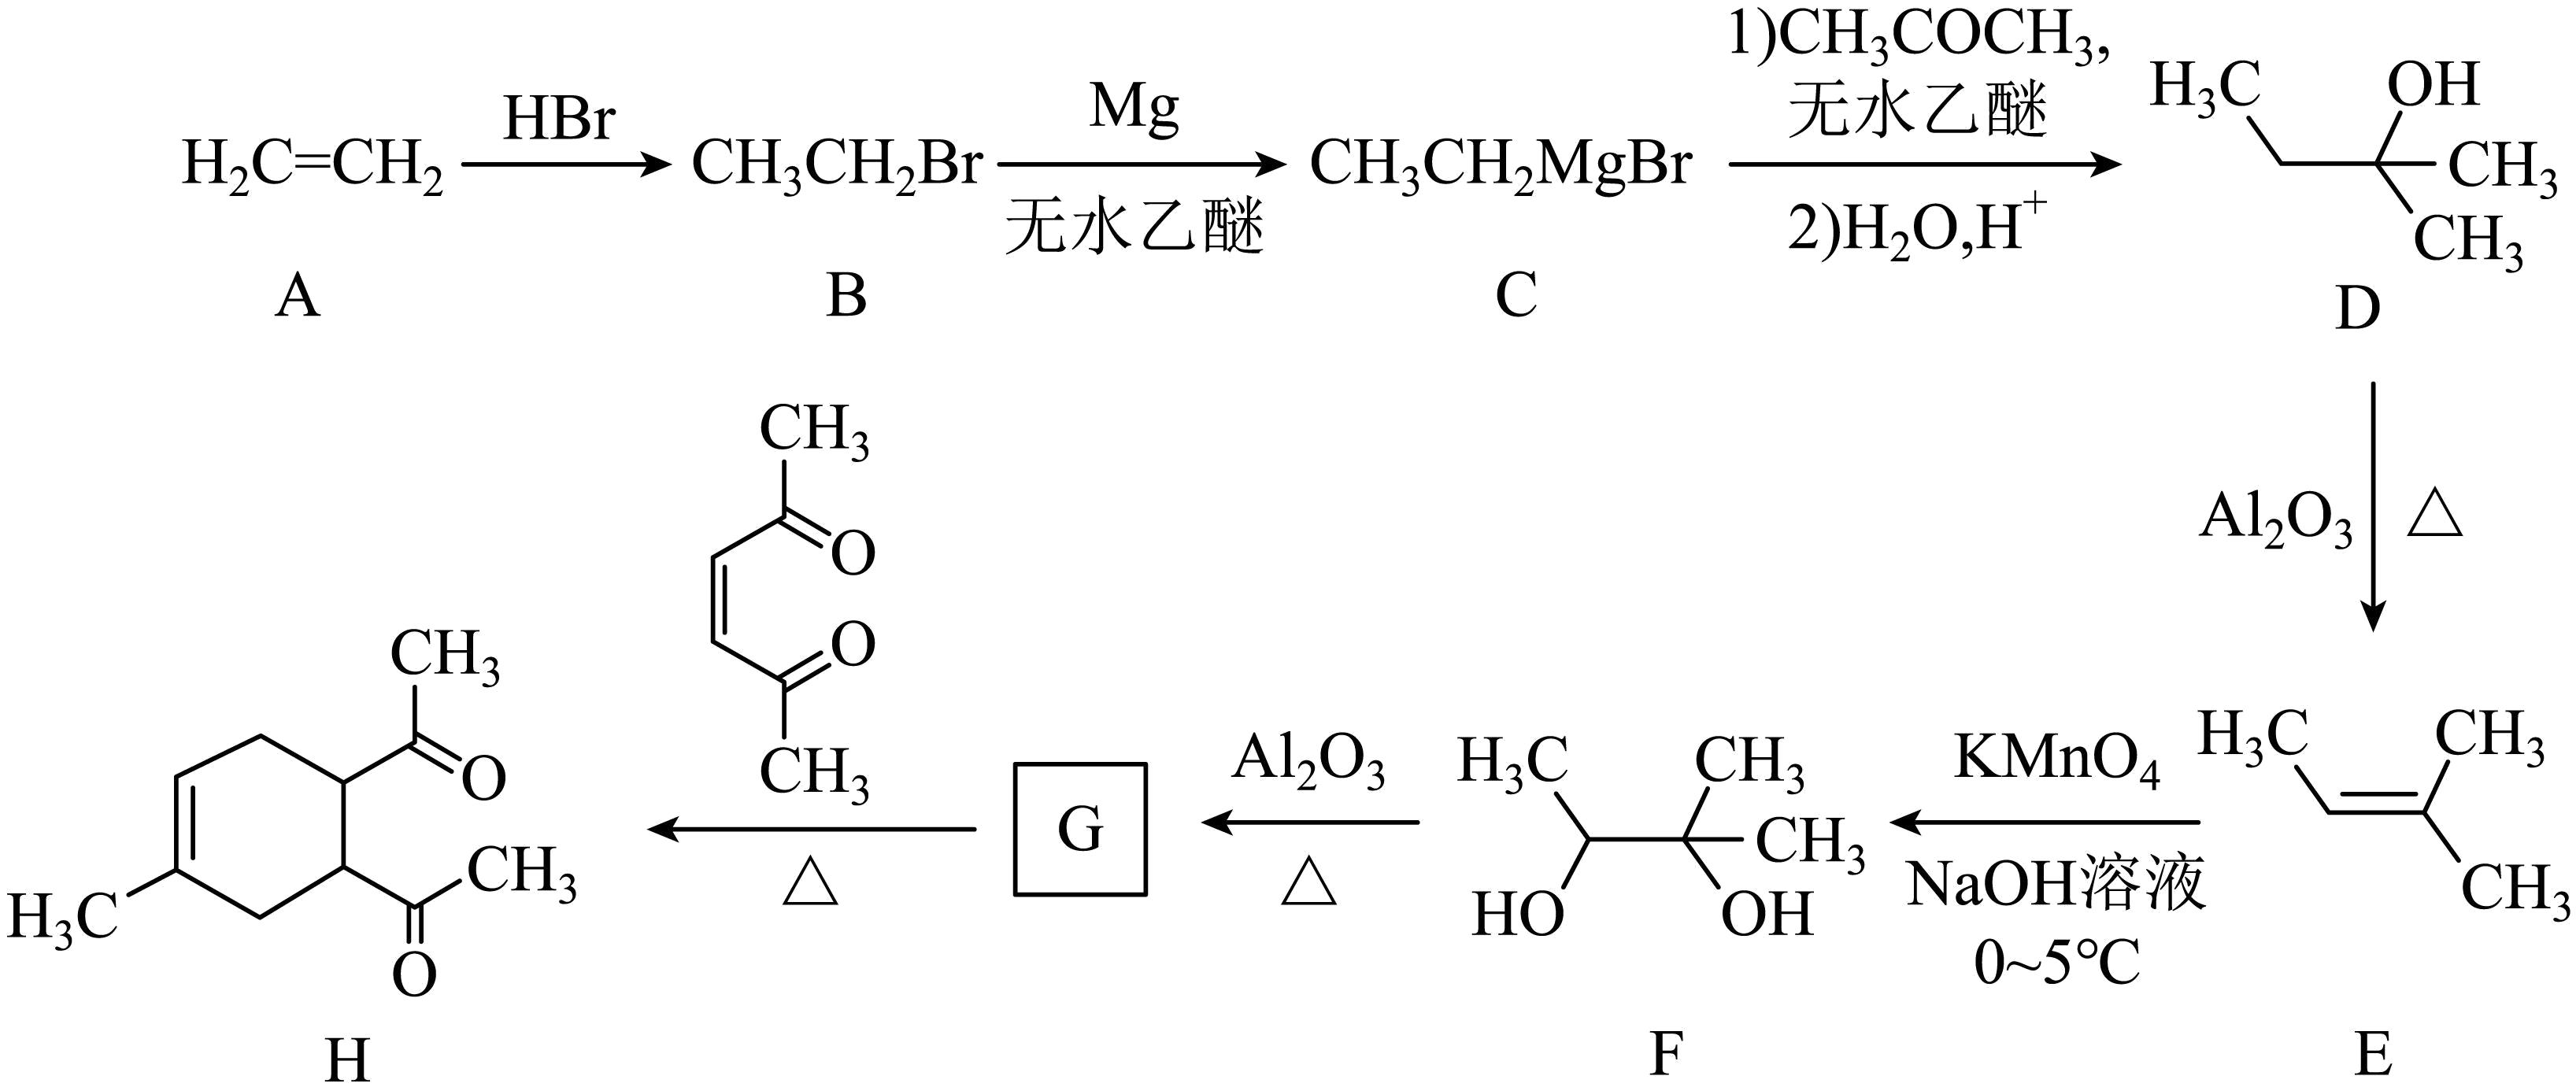 H₂C=CH₂
A
HBr
CH₃CH₂Br
B
Mg
无水乙醚
CH₃CH₂MgBr
C
1)CH₃COCH₃,
无水乙醚
2)H₂O,H⁺
H₃C
OH
CH₃
CH₃
D
Al₂O₃
△
H₃C
CH₃
CH₃
E
KMnO₄
NaOH溶液
0~5℃
H₃C
CH₃
CH₃
HO
OH
F
Al₂O₃
△
G
CH₃
O
O
CH₃
△
CH₃
O
CH₃
H₃C
O
H